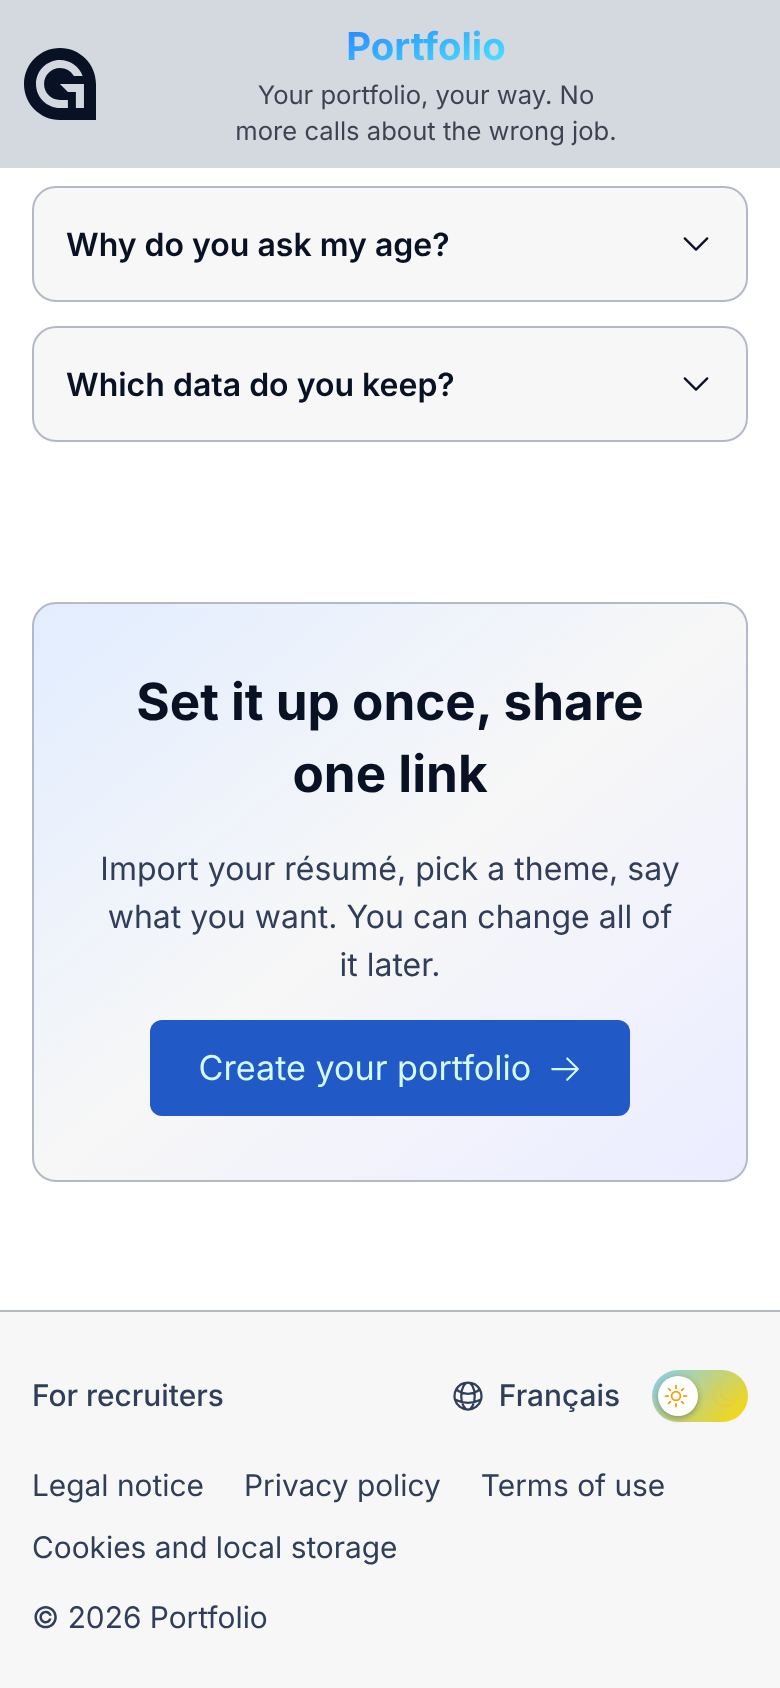 Portfolio
Your portfolio, your way. No
more calls about the wrong job.
Why do you ask my age?
Which data do you keep?
Set it up once, share
one link
Import your résumé, pick a theme, say
what you want. You can change all of
it later.
Create your portfolio →
For recruiters
Français
Legal notice Privacy policy Terms of use
Cookies and local storage
© 2026 Portfolio